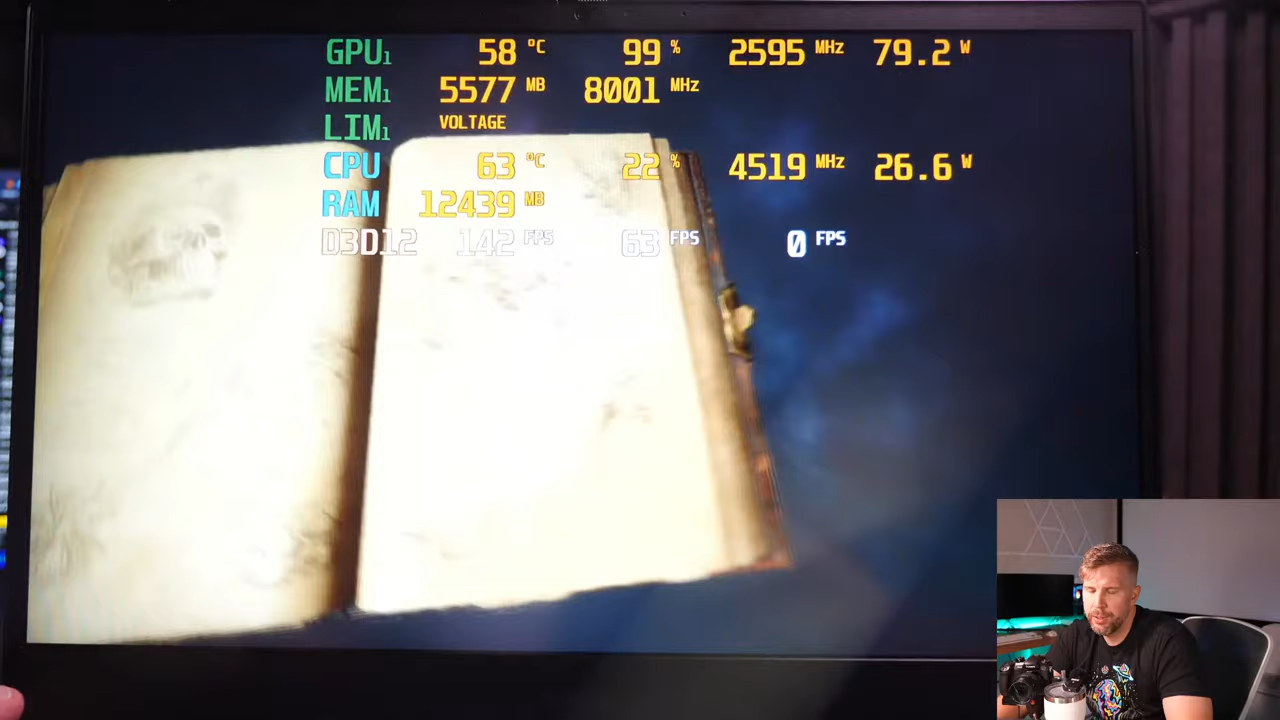 GPU1 58 °C 99 % 2595 MHz 79.2 W
MEM1 5577 MB 8001 MHz
LIM1 VOLTAGE
CPU 63 °C 22 % 4519 MHz 26.6 W
RAM 12439 MB
D3D12 142 FPS 63 FPS 0 FPS